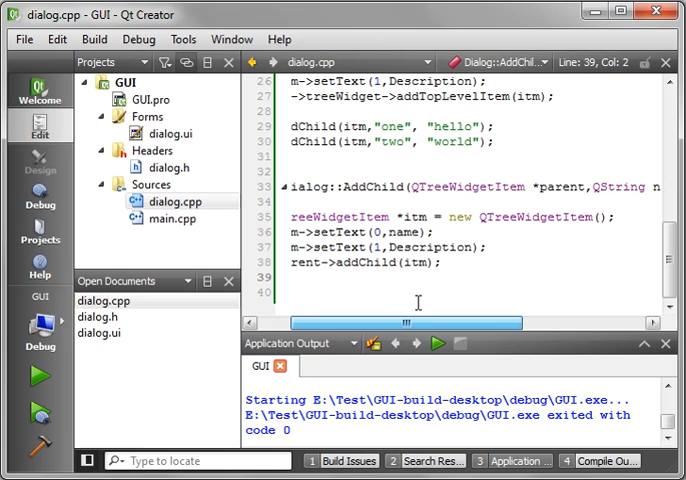 dialog.cpp - GUI - Qt Creator
File Edit Build Debug Tools Window Help
Projects
dialog.cpp
Dialog::AddChil...
Line: 39, Col: 2
Welcome
Edit
Design
Debug
Projects
Help
GUI
Debug
GUI
GUI.pro
Forms
dialog.ui
Headers
dialog.h
Sources
dialog.cpp
main.cpp
Open Documents
dialog.cpp
dialog.h
dialog.ui
26 m->setText(1,Description);
27 ->treeWidget->addTopLevelItem(itm);
28
29 dChild(itm,"one", "hello");
30 dChild(itm,"two", "world");
31
32
33 ialog::AddChild(QTreeWidgetItem *parent,QString n
34
35 reeWidgetItem *itm = new QTreeWidgetItem();
36 m->setText(0,name);
37 m->setText(1,Description);
38 rent->addChild(itm);
39
40
Application Output
GUI
Starting E:\Test\GUI-build-desktop\debug\GUI.exe...
E:\Test\GUI-build-desktop\debug\GUI.exe exited with
code 0
Type to locate
1 Build Issues
2 Search Res...
3 Application ...
4 Compile Ou...